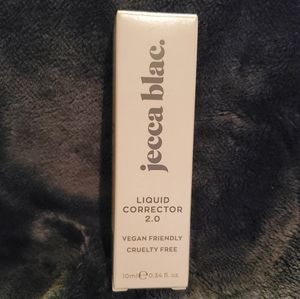 jecca blac.
LIQUID
CORRECTOR
2.0
VEGAN FRIENDLY
CRUELTY FREE
10ml℮0.34 fl. oz.